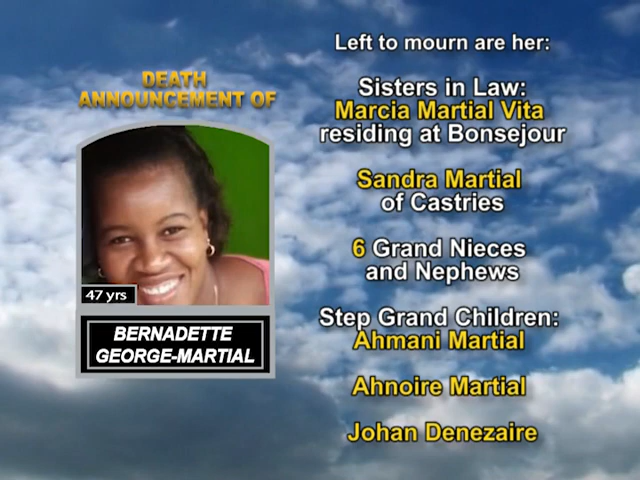 DEATH
ANNOUNCEMENT OF
47 yrs
BERNADETTE
GEORGE-MARTIAL
Left to mourn are her:
Sisters in Law:
Marcia Martial Vita
residing at Bonsejour
Sandra Martial
of Castries
6 Grand Nieces
and Nephews
Step Grand Children:
Ahmani Martial
Ahnoire Martial
Johan Denezaire